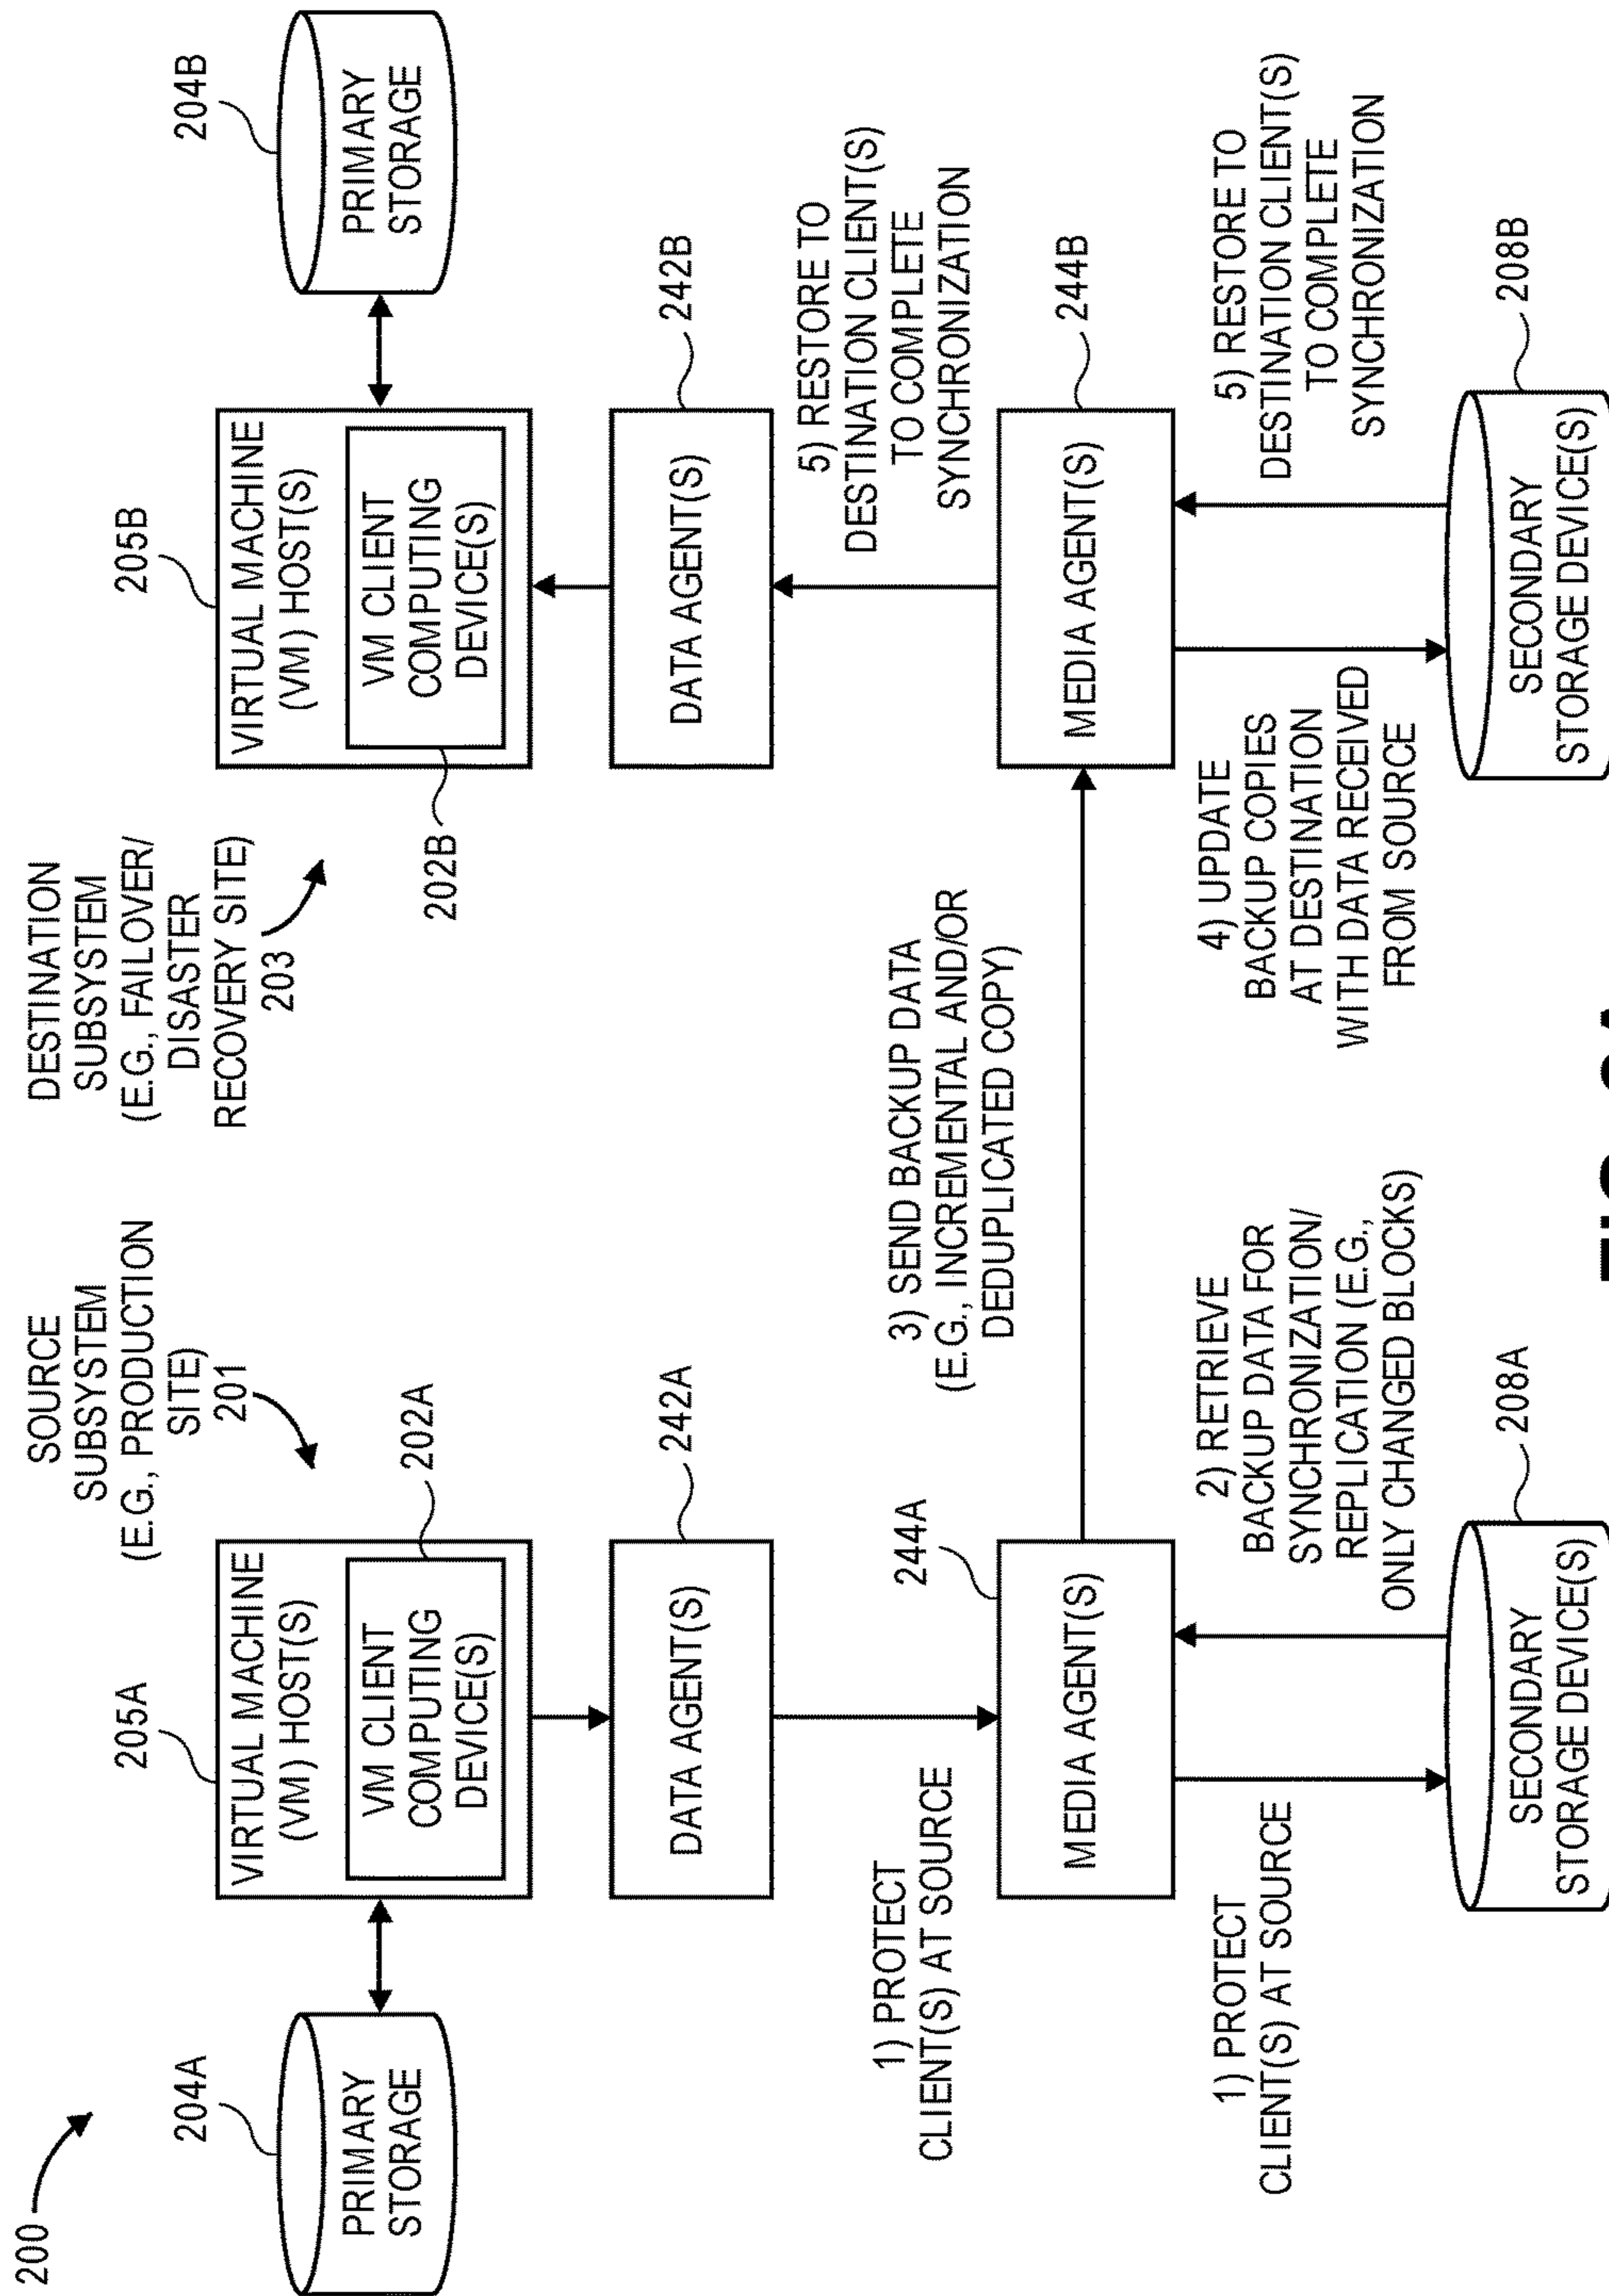 200
SOURCE
SUBSYSTEM
(E.G., PRODUCTION
SITE)
201
DESTINATION
SUBSYSTEM
(E.G., FAILOVER/
DISASTER
RECOVERY SITE)
203
204A
PRIMARY
STORAGE
205A
VIRTUAL MACHINE
(VM) HOST(S)
VM CLIENT
COMPUTING
DEVICE(S)
202A
202B
205B
VIRTUAL MACHINE
(VM) HOST(S)
VM CLIENT
COMPUTING
DEVICE(S)
204B
PRIMARY
STORAGE
DATA AGENT(S)
242A
DATA AGENT(S)
242B
1) PROTECT
CLIENT(S) AT SOURCE
244A
3) SEND BACKUP DATA
(E.G., INCREMENTAL AND/OR
DEDUPLICATED COPY)
5) RESTORE TO
DESTINATION CLIENT(S)
TO COMPLETE
SYNCHRONIZATION
MEDIA AGENT(S)
MEDIA AGENT(S)
244B
1) PROTECT
CLIENT(S) AT SOURCE
2) RETRIEVE
BACKUP DATA FOR
SYNCHRONIZATION/
REPLICATION (E.G.,
ONLY CHANGED BLOCKS)
4) UPDATE
BACKUP COPIES
AT DESTINATION
WITH DATA RECEIVED
FROM SOURCE
5) RESTORE TO
DESTINATION CLIENT(S)
TO COMPLETE
SYNCHRONIZATION
SECONDARY
STORAGE DEVICE(S)
208A
SECONDARY
STORAGE DEVICE(S)
208B